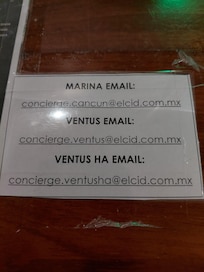 MARINA EMAIL:
concierge.cancun@elcid.com.mx
VENTUS EMAIL:
concierge.ventus@elcid.com.mx
VENTUS HA EMAIL:
concierge.ventusha@elcid.com.mx